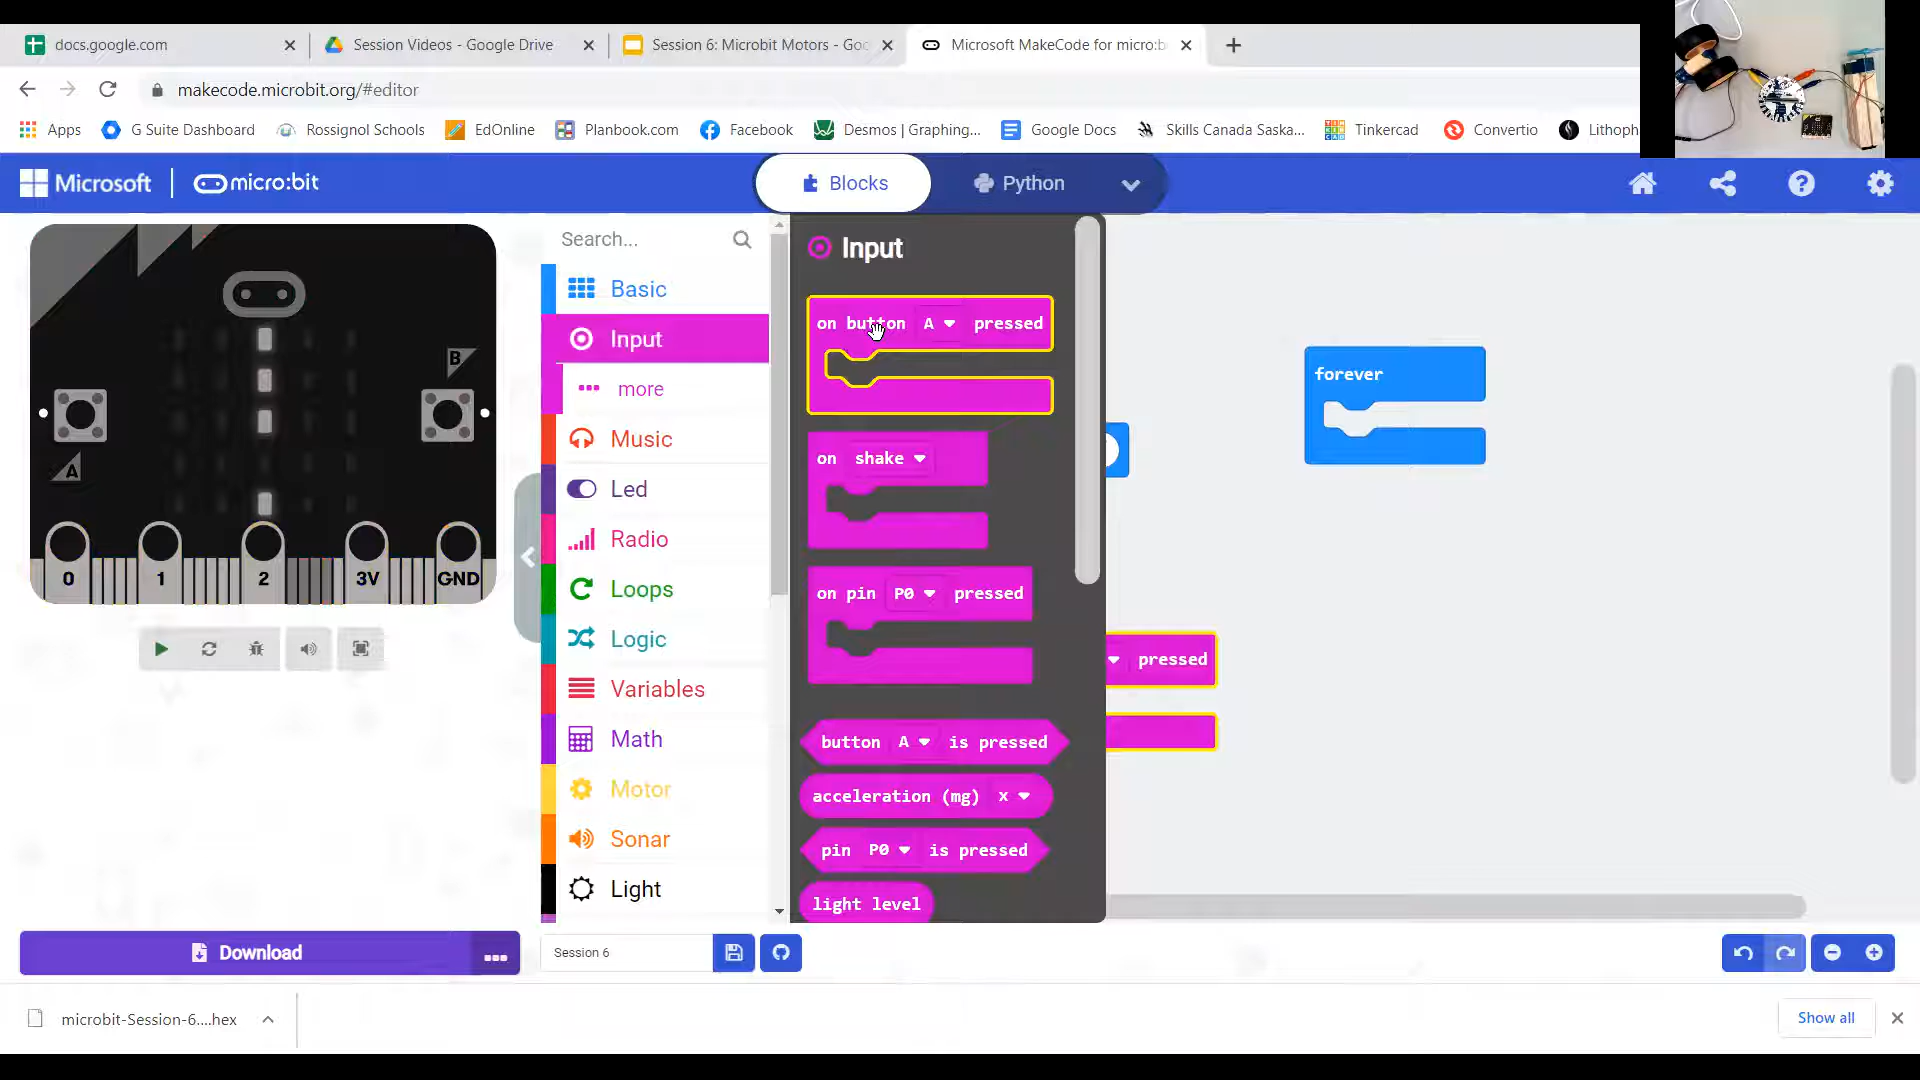 docs.google.com
Session Videos - Google Drive
Session 6: Microbit Motors - Goo
Microsoft MakeCode for micro:b
makecode.microbit.org/#editor
Apps
G Suite Dashboard
Rossignol Schools
EdOnline
Planbook.com
Facebook
Desmos | Graphing...
Google Docs
Skills Canada Saska...
Tinkercad
Convertio
Lithoph
Microsoft
micro:bit
Blocks
Python
B
A
0
1
2
3V
GND
Search...
Basic
Input
more
Music
Led
Radio
Loops
Logic
Variables
Math
Motor
Sonar
Light
Input
on button A pressed
on shake
on pin P0 pressed
button A is pressed
acceleration (mg) x
pin P0 is pressed
light level
forever
pressed
Download
Session 6
microbit-Session-6....hex
Show all